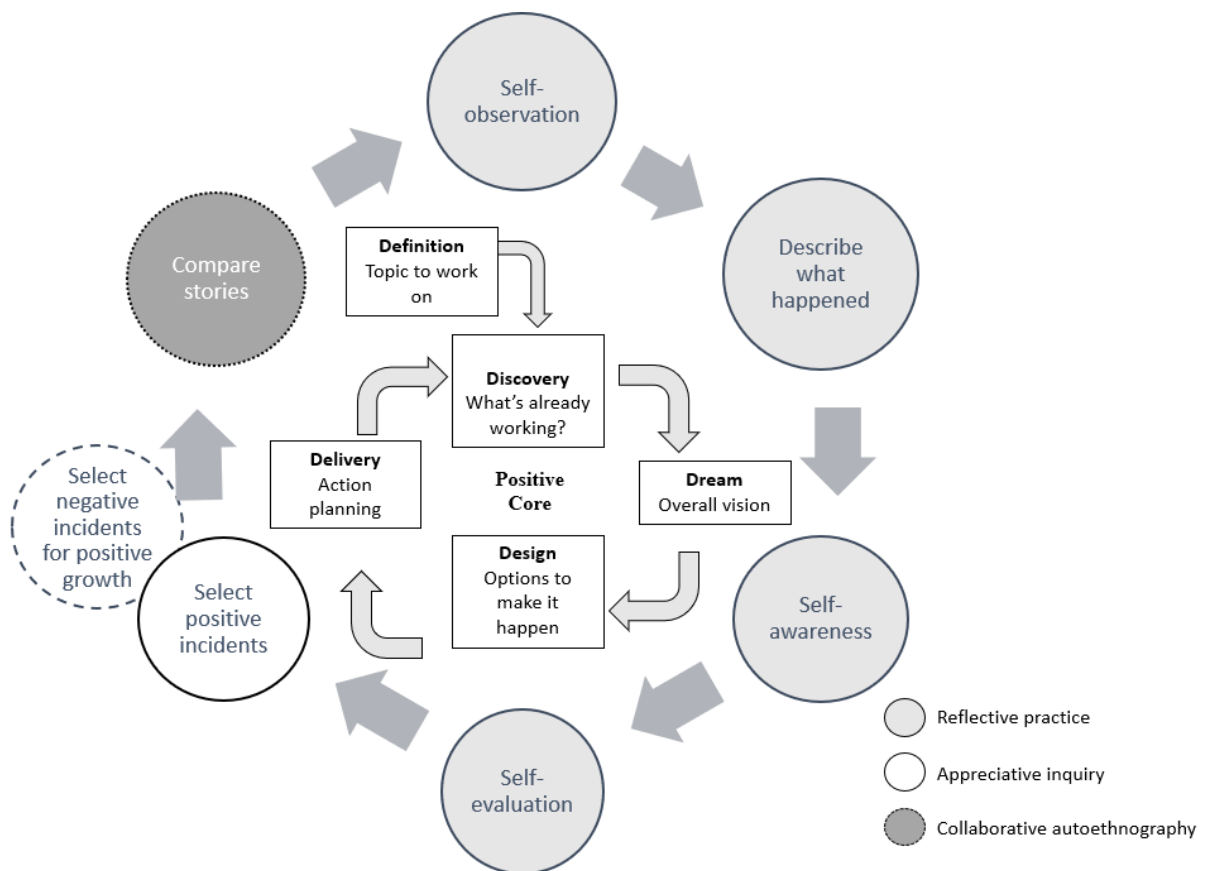 Self-
observation
Describe
what
happened
Compare
stories
Definition
Topic to work
on
Discovery
What's already
working?
Delivery
Action
planning
Positive
Core
Dream
Overall vision
Select
negative
incidents
for positive
growth
Design
Options to
make it
happen
Select
positive
incidents
Self-
awareness
Self-
evaluation
Reflective practice
Appreciative inquiry
Collaborative autoethnography